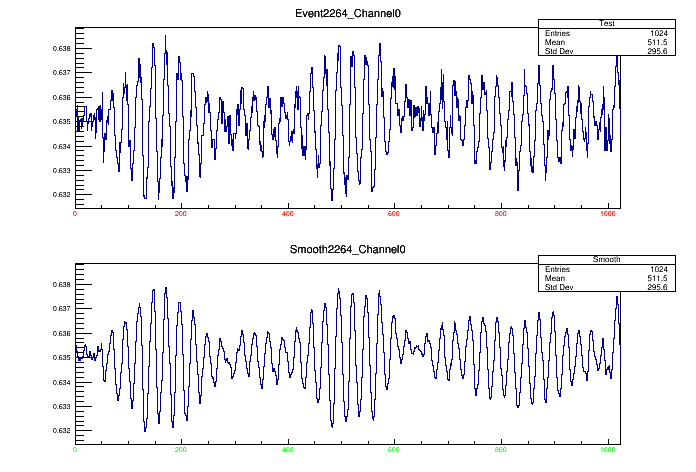 Event2264_Channel0
Test
Entries 1024
Mean 511.5
Std Dev 295.6
0.638
0.637
0.636
0.635
0.634
0.633
0.632
0 200 400 600 800 1000
Smooth2264_Channel0
Smooth
Entries 1024
Mean 511.5
Std Dev 295.6
0.638
0.637
0.636
0.635
0.634
0.633
0.632
0 200 400 600 800 1000